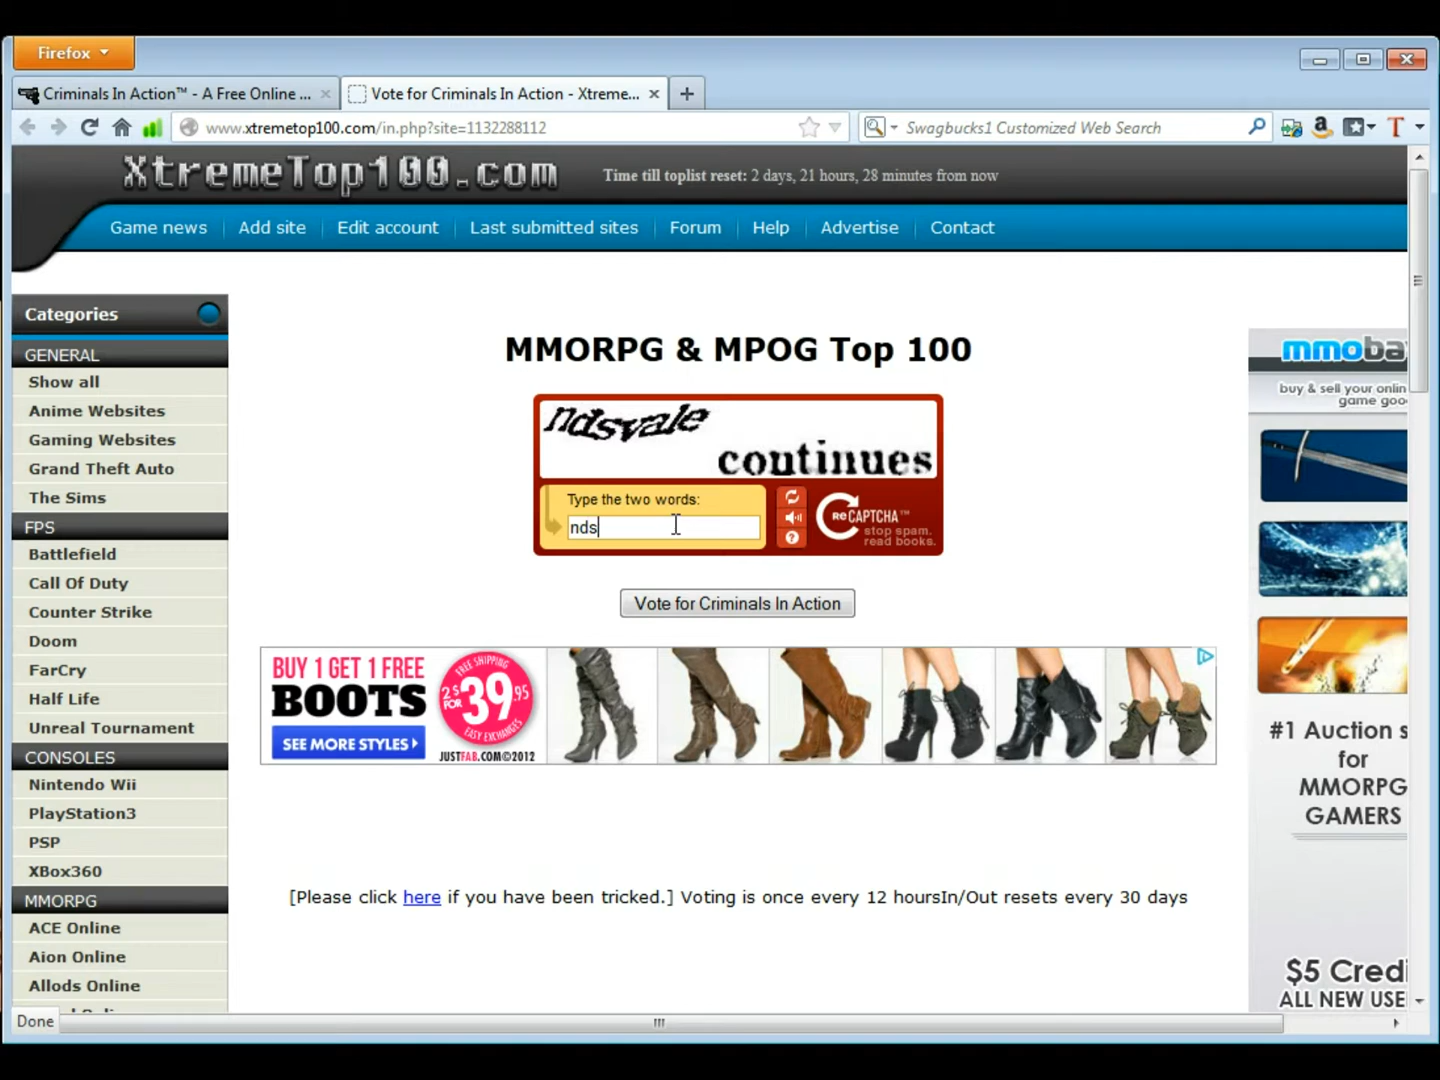 Firefox
Criminals In Action™ - A Free Online ...
Vote for Criminals In Action - Xtreme...
www.xtremetop100.com/in.php?site=1132288112
Swagbucks1 Customized Web Search
XtremeTop100.com
Time till toplist reset: 2 days, 21 hours, 28 minutes from now
Game news
Add site
Edit account
Last submitted sites
Forum
Help
Advertise
Contact
Categories
GENERAL
Show all
Anime Websites
Gaming Websites
Grand Theft Auto
The Sims
FPS
Battlefield
Call Of Duty
Counter Strike
Doom
FarCry
Half Life
Unreal Tournament
CONSOLES
Nintendo Wii
PlayStation3
PSP
XBox360
MMORPG
ACE Online
Aion Online
Allods Online
Done
MMORPG & MPOG Top 100
ndsvale
coutinues
Type the two words:
nds
reCAPTCHA™
stop spam.
read books.
Vote for Criminals In Action
BUY 1 GET 1 FREE
BOOTS
SEE MORE STYLES
FREE SHIPPING
2 FOR $39.95
EASY EXCHANGES
JUSTFAB.COM©2012
[Please click here if you have been tricked.] Voting is once every 12 hoursIn/Out resets every 30 days
mmoba
buy & sell your onlin
game goo
#1 Auction s
for
MMORPG
GAMERS
$5 Credi
ALL NEW USE